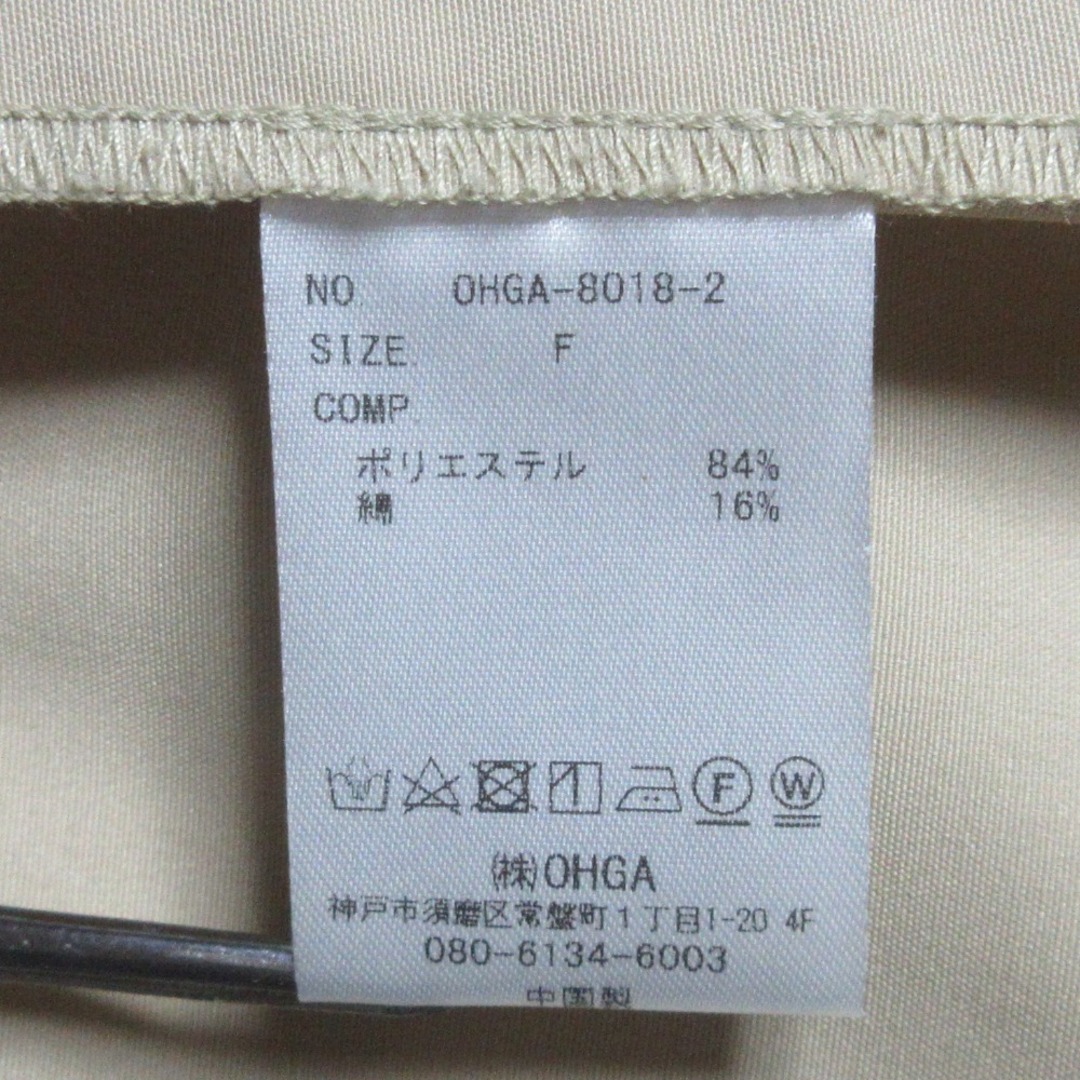 NO. OHGA-8018-2
SIZE. F
COMP.
ポリエステル 84%
綿 16%
F W
㈱OHGA
神戸市須磨区常盤町1丁目1-20 4F
080-6134-6003
中国製